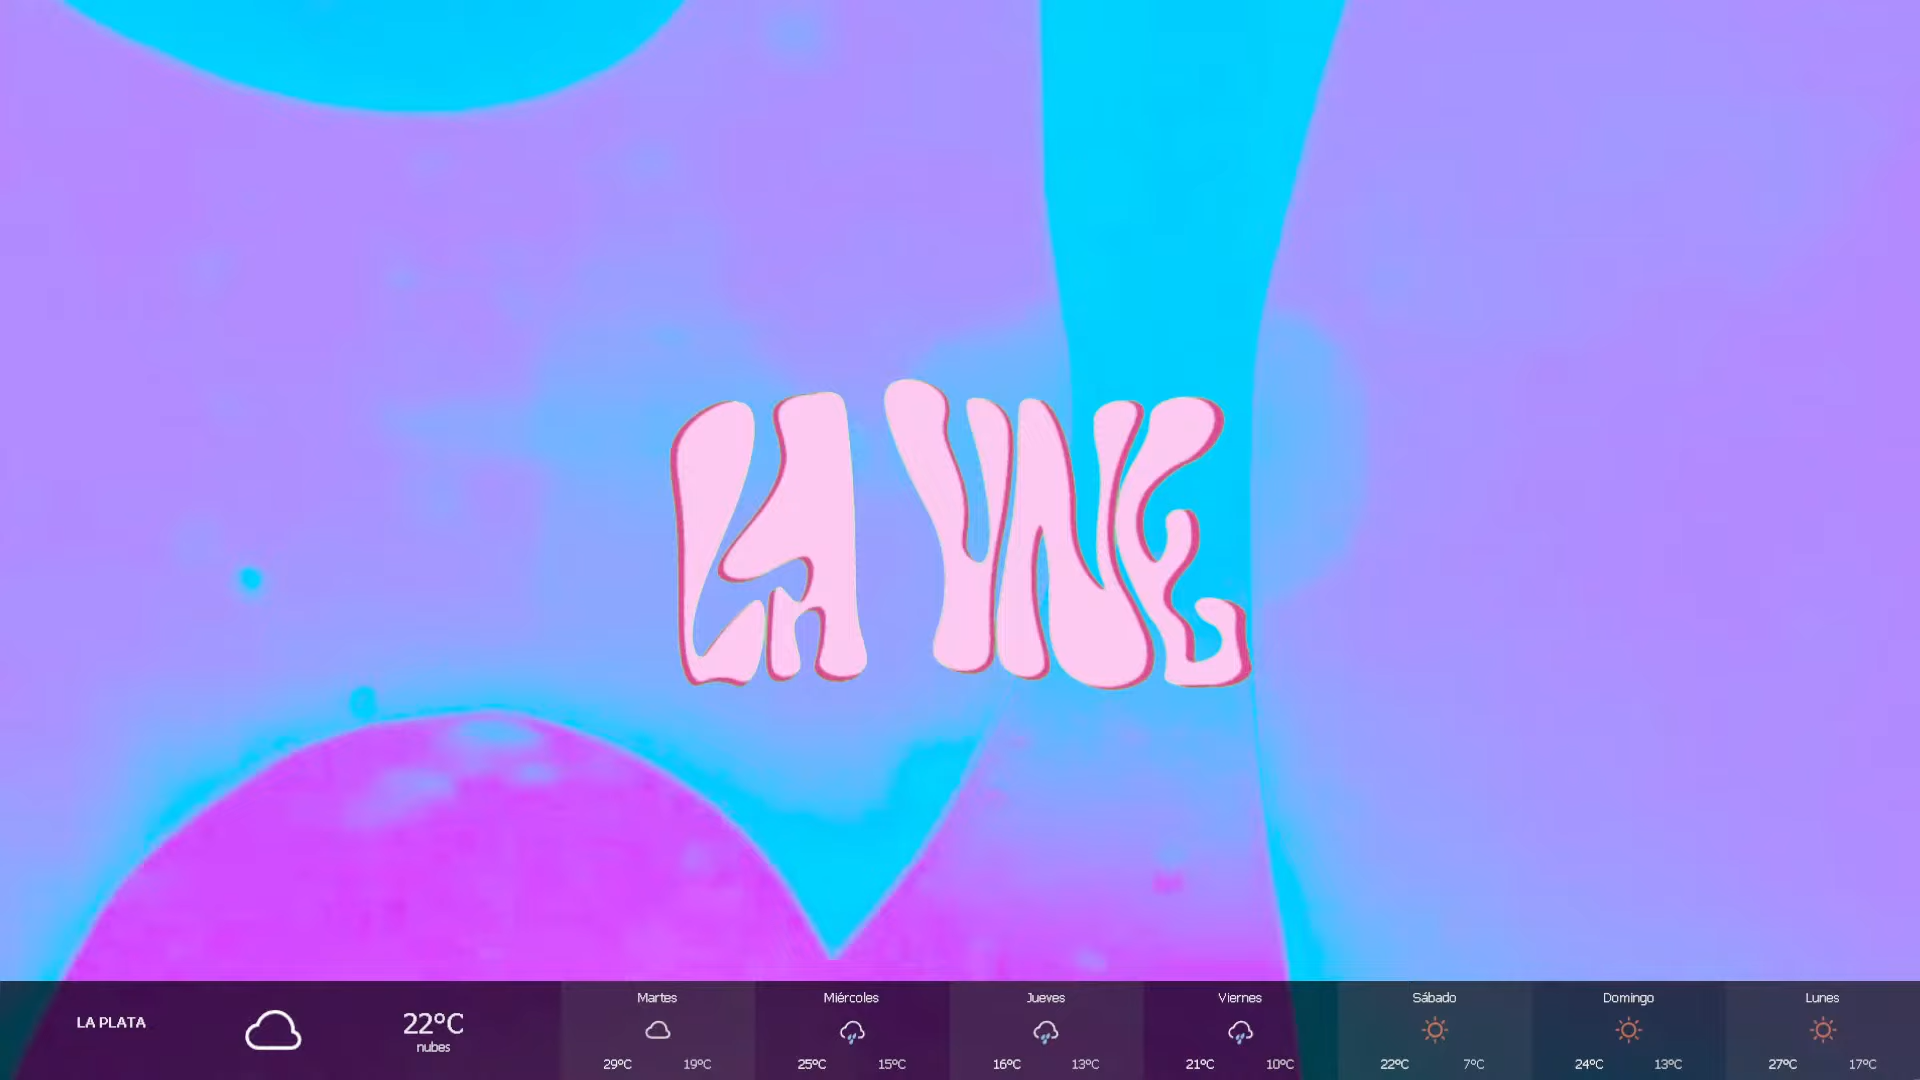 LA YNE
LA PLATA
22°C
nubes
Martes
29°C 19°C
Miércoles
25°C 15°C
Jueves
16°C 13°C
Viernes
21°C 10°C
Sábado
22°C 7°C
Domingo
24°C 13°C
Lunes
27°C 17°C